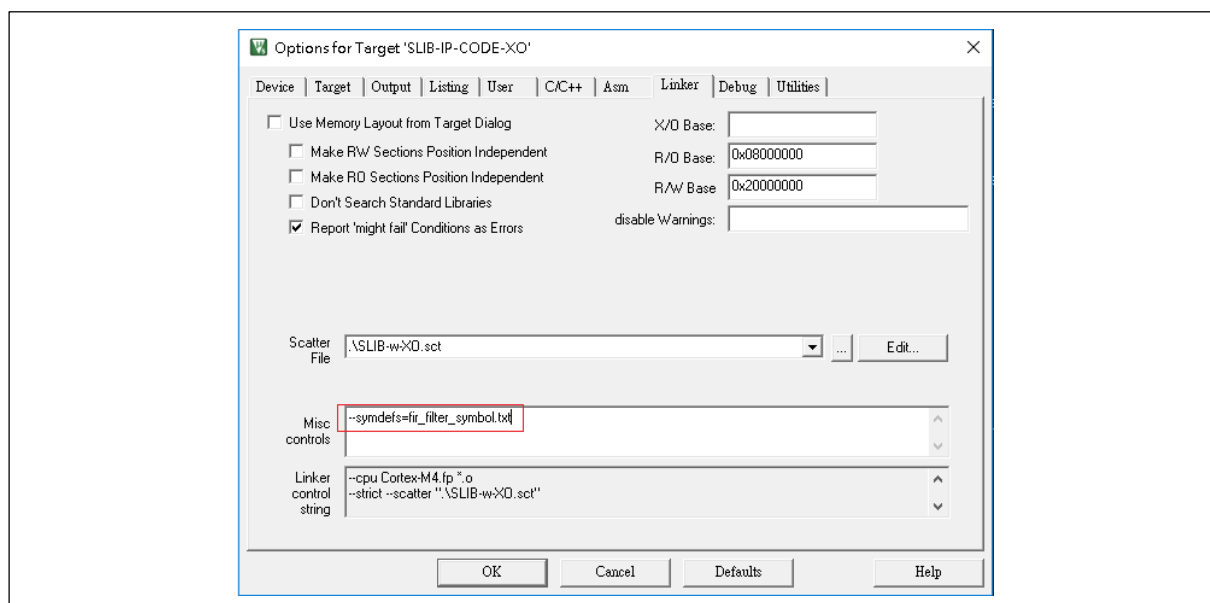 Options for Target 'SLIB-IP-CODE-XO'
Device | Target | Output | Listing | User | C/C++ | Asm Linker Debug | Utilities |
Use Memory Layout from Target Dialog
X/O Base:
Make RW Sections Position Independent
R/O Base: 0x08000000
Make RO Sections Position Independent
R/W Base 0x20000000
Don't Search Standard Libraries
disable Warnings:
Report 'might fail' Conditions as Errors
Scatter File
.\SLIB-w-XO.sct
... Edit...
Misc controls
--symdefs=fir_filter_symbol.txt
Linker control string
--cpu Cortex-M4.fp *.o
--strict --scatter ".\SLIB-w-XO.sct"
OK Cancel Defaults Help